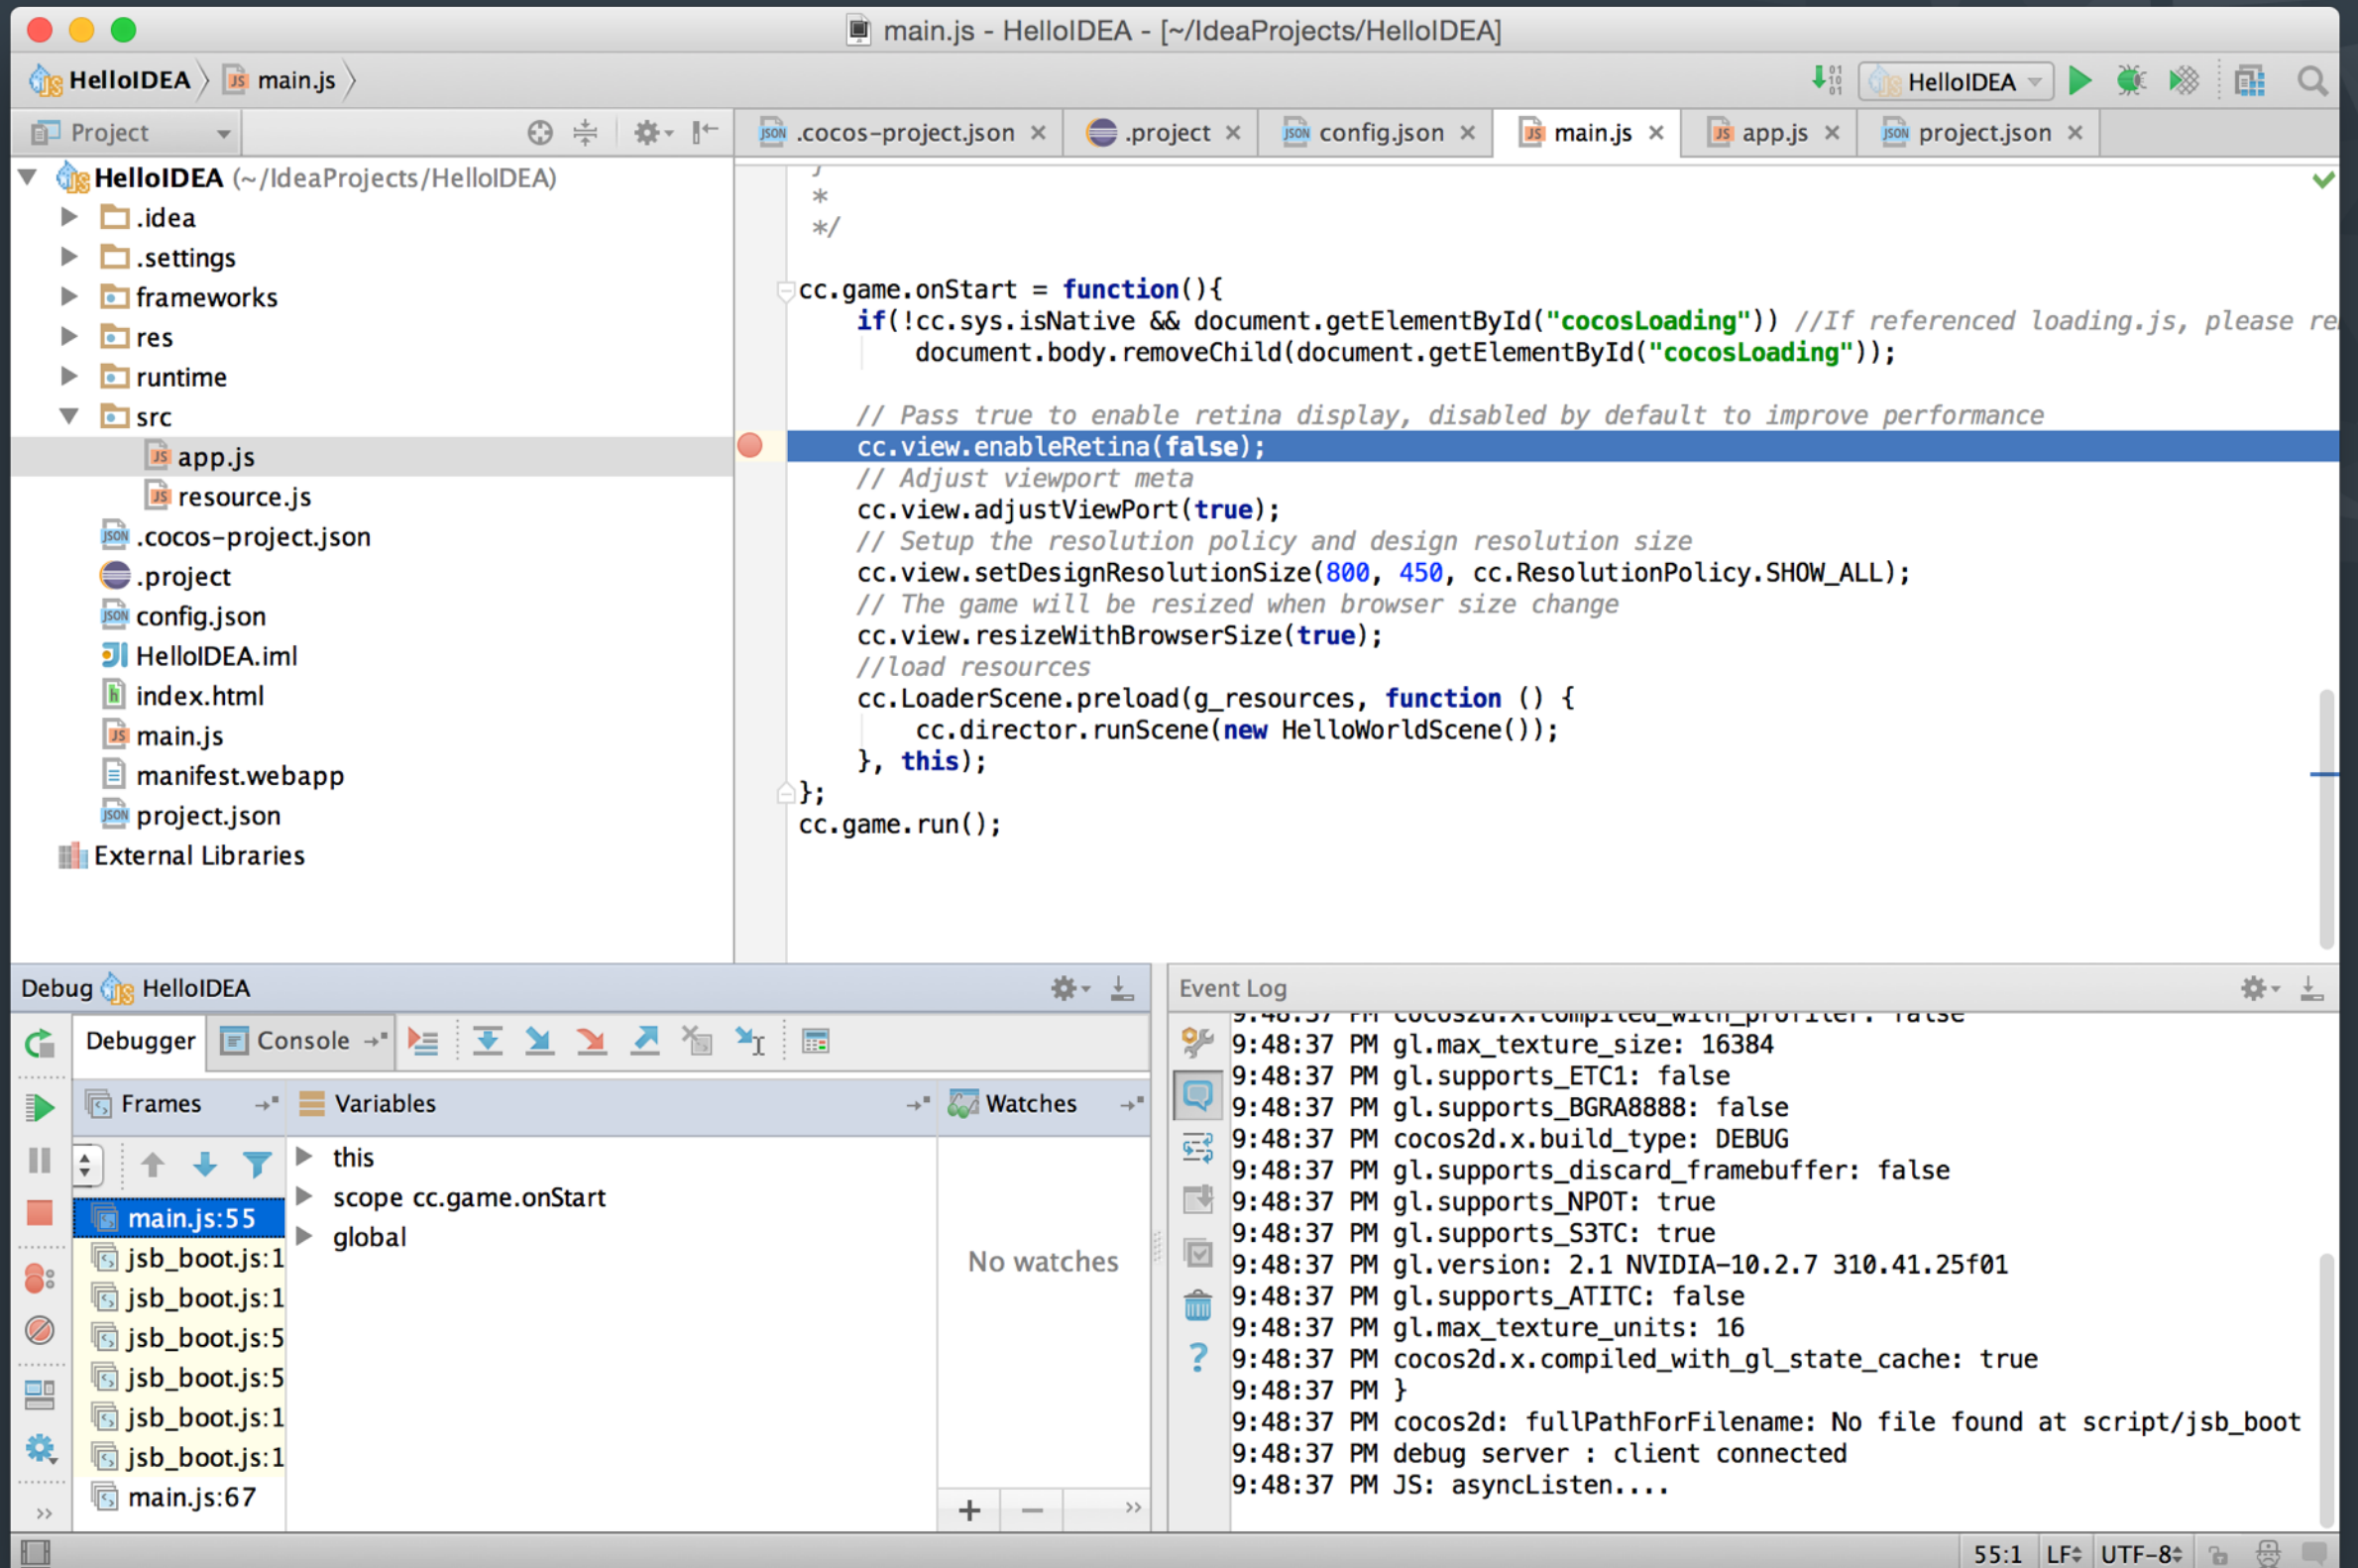 main.js - HelloIDEA - [~/IdeaProjects/HelloIDEA]
HelloIDEA main.js HelloIDEA
Project
.cocos-project.json .project config.json main.js app.js project.json
HelloIDEA (~/IdeaProjects/HelloIDEA)
.idea
.settings
frameworks
res
runtime
src
app.js
resource.js
.cocos-project.json
.project
config.json
HelloIDEA.iml
index.html
main.js
manifest.webapp
project.json
External Libraries
*
*/
cc.game.onStart = function(){
if(!cc.sys.isNative && document.getElementById("cocosLoading")) //If referenced loading.js, please
document.body.removeChild(document.getElementById("cocosLoading"));
// Pass true to enable retina display, disabled by default to improve performance
cc.view.enableRetina(false);
// Adjust viewport meta
cc.view.adjustViewPort(true);
// Setup the resolution policy and design resolution size
cc.view.setDesignResolutionSize(800, 450, cc.ResolutionPolicy.SHOW_ALL);
// The game will be resized when browser size change
cc.view.resizeWithBrowserSize(true);
//load resources
cc.LoaderScene.preload(g_resources, function () {
cc.director.runScene(new HelloWorldScene());
}, this);
};
cc.game.run();
Debug HelloIDEA
Debugger Console
Frames Variables Watches
main.js:55
jsb_boot.js:1
jsb_boot.js:1
jsb_boot.js:5
jsb_boot.js:5
jsb_boot.js:1
jsb_boot.js:1
main.js:67
this
scope cc.game.onStart
global
No watches
Event Log
9:48:37 PM cocos2d.x.compiled_with_profiler: false
9:48:37 PM gl.max_texture_size: 16384
9:48:37 PM gl.supports_ETC1: false
9:48:37 PM gl.supports_BGRA8888: false
9:48:37 PM cocos2d.x.build_type: DEBUG
9:48:37 PM gl.supports_discard_framebuffer: false
9:48:37 PM gl.supports_NPOT: true
9:48:37 PM gl.supports_S3TC: true
9:48:37 PM gl.version: 2.1 NVIDIA-10.2.7 310.41.25f01
9:48:37 PM gl.supports_ATITC: false
9:48:37 PM gl.max_texture_units: 16
9:48:37 PM cocos2d.x.compiled_with_gl_state_cache: true
9:48:37 PM }
9:48:37 PM cocos2d: fullPathForFilename: No file found at script/jsb_boot
9:48:37 PM debug server : client connected
9:48:37 PM JS: asyncListen....
55:1 LF UTF-8